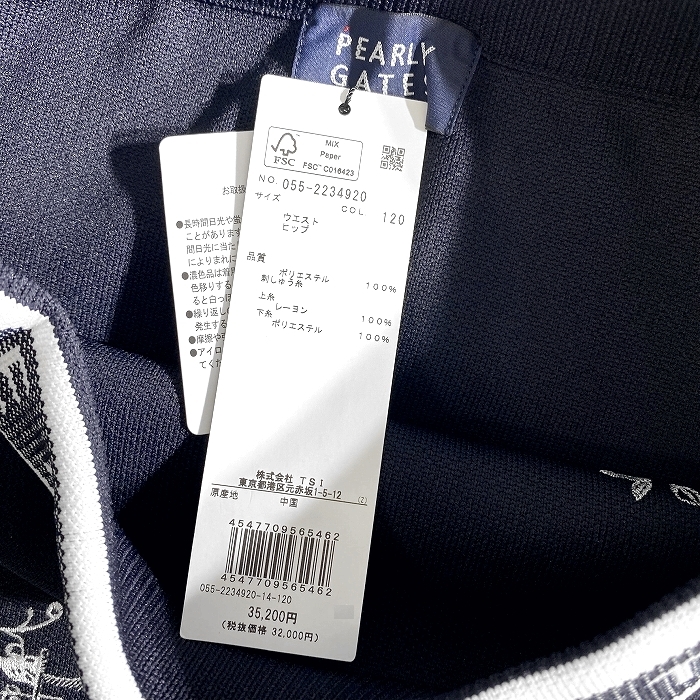 PEARLY
GATES
FSC
MIX
Paper
FSC™ C016423
NO. 055-2234920
サイズ
COL 120
ウエスト
ヒップ
品質
ポリエステル 100%
刺しゅう糸
上糸
レーヨン 100%
下糸
ポリエステル 100%
株式会社 TSI
東京都港区元赤坂1-5-12 (2)
原産地 中国
4547709565462
4547709565462
055-2234920-14-120
35,200円
(税抜価格 32,000円)
お取扱
●長時間日光や
ことがあります
間日光に当た
によりまれに
●濃色品は
色移りする
ると白っぽ
●繰り返しの
発生する
●摩擦や
●アイロ
てくだ